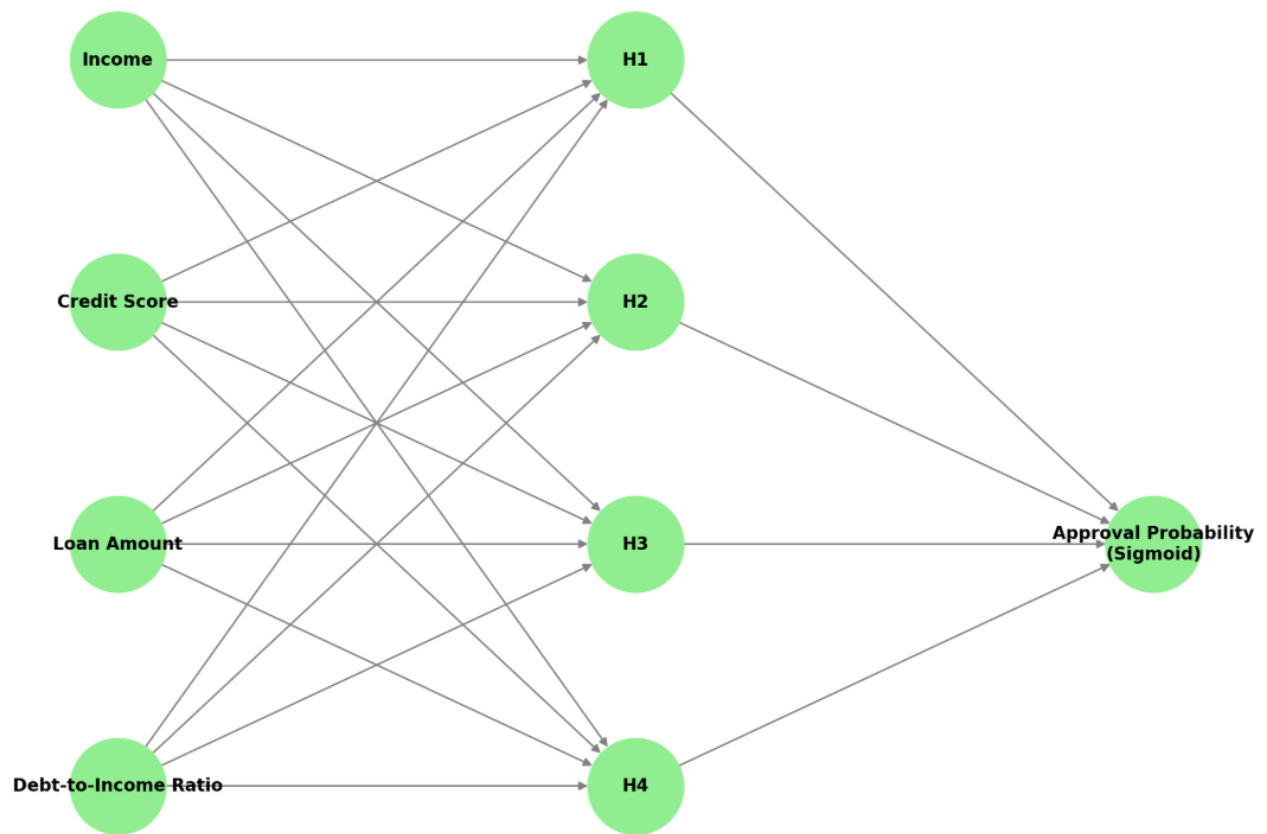 Income
H1
Credit Score
H2
Loan Amount
H3
Approval Probability
(Sigmoid)
Debt-to-Income Ratio
H4